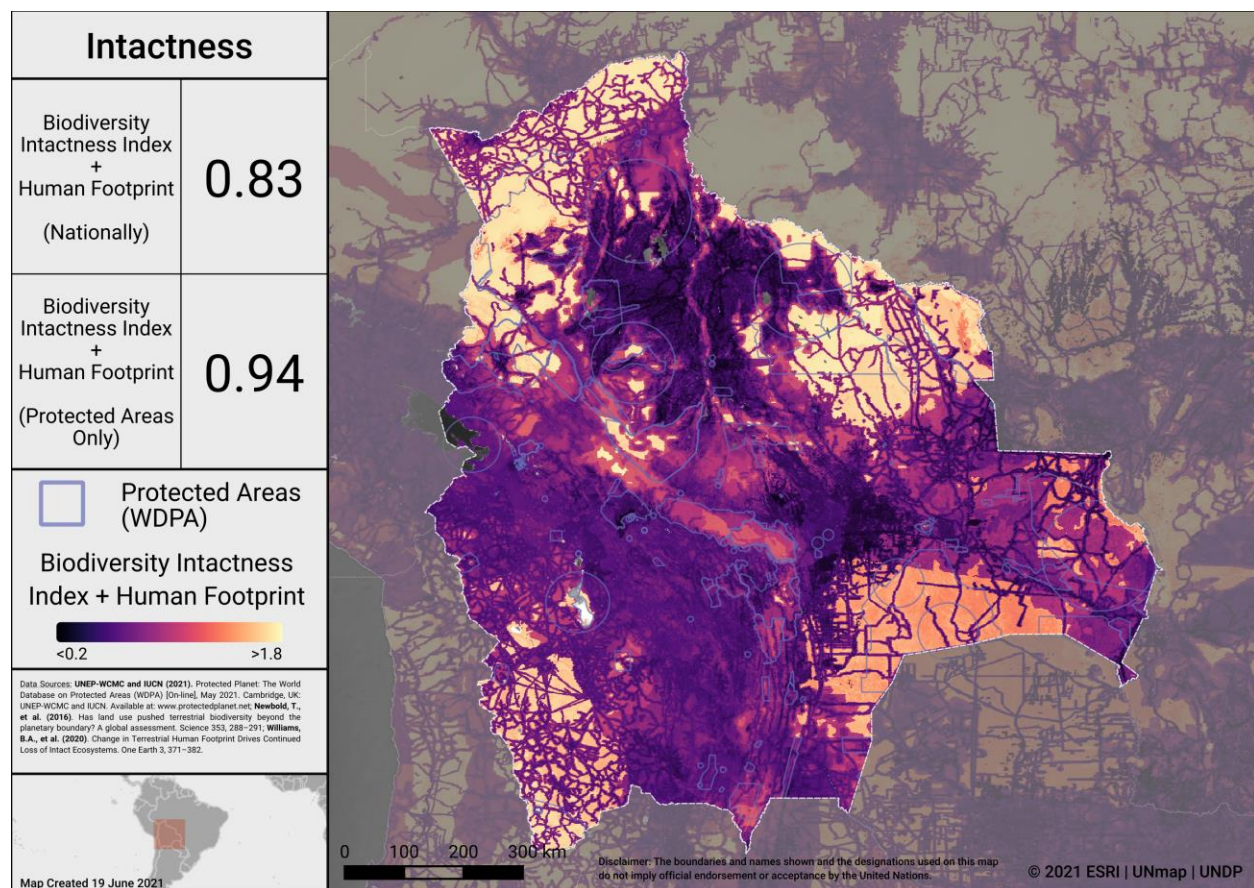 Intactness
Biodiversity
Intactness Index
+
Human Footprint
(Nationally)
0.83
Biodiversity
Intactness Index
+
Human Footprint
(Protected Areas
Only)
0.94
Protected Areas
(WDPA)
Biodiversity Intactness
Index + Human Footprint
<0.2
>1.8
Data Sources: UNEP-WCMC and IUCN (2021). Protected Planet: The World
Database on Protected Areas (WDPA) [On-line], May 2021. Cambridge, UK:
UNEP-WCMC and IUCN. Available at: www.protectedplanet.net; Newbold, T.,
et al. (2016). Has land use pushed terrestrial biodiversity beyond the
planetary boundary? A global assessment. Science 353, 288–291; Williams,
B.A., et al. (2020). Change in Terrestrial Human Footprint Drives Continued
Loss of Intact Ecosystems. One Earth 3, 371–382.
Map Created 19 June 2021
0 100 200 300 km
Disclaimer: The boundaries and names shown and the designations used on this map
do not imply official endorsement or acceptance by the United Nations.
© 2021 ESRI | UNmap | UNDP